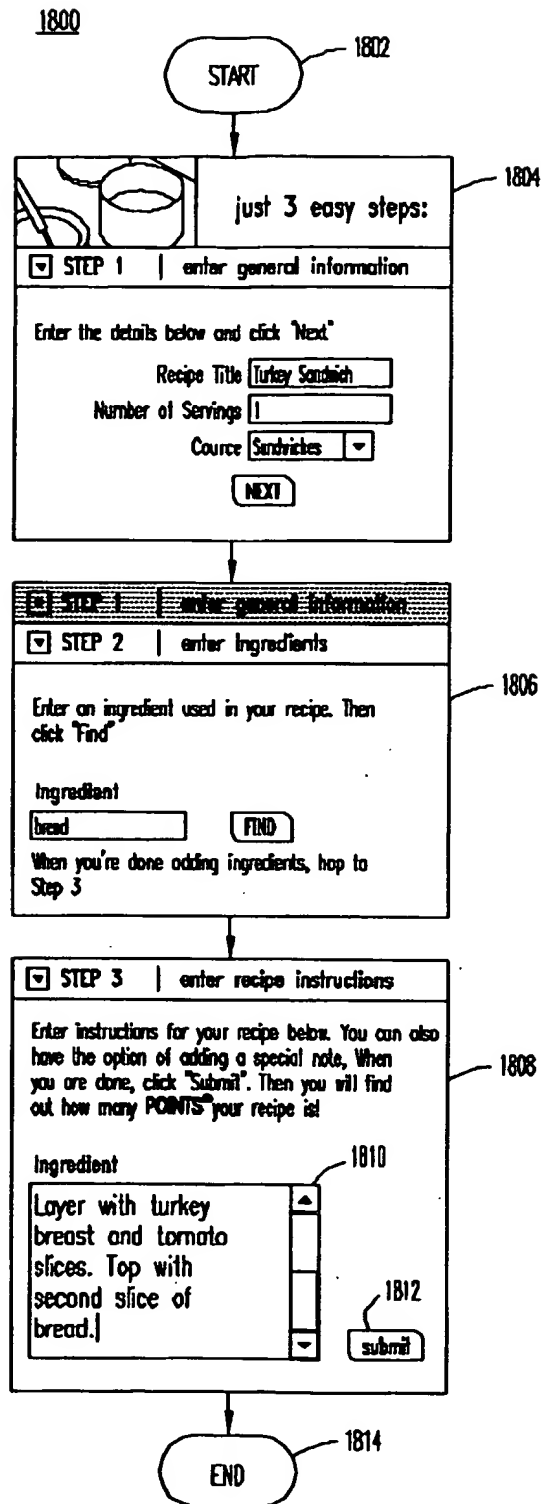 1800
1802
START
1804
just 3 easy steps:
STEP 1 | enter general information
Enter the details below and click "Next"
Recipe Title Turkey Sandwich
Number of Servings 1
Cource Sandwiches
NEXT
STEP 1 | enter general information
STEP 2 | enter Ingredients
1806
Enter an ingredient used in your recipe. Then
click "Find"
Ingredient
bread FIND
When you're done adding ingredients, hop to
Step 3
STEP 3 | enter recipe instructions
1808
Enter instructions for your recipe below. You can also
have the option of adding a special note, When
you are done, click "Submit". Then you will find
out how many POINTS® your recipe is!
Ingredient
1810
Layer with turkey
breast and tomato
slices. Top with
second slice of
bread.
1812
submit
1814
END